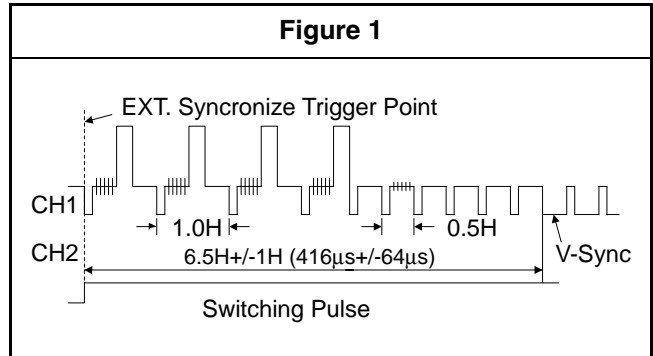 Figure 1
EXT. Syncronize Trigger Point
CH1
1.0H
0.5H
CH2
6.5H+/-1H (416µs+/-64µs)
V-Sync
Switching Pulse